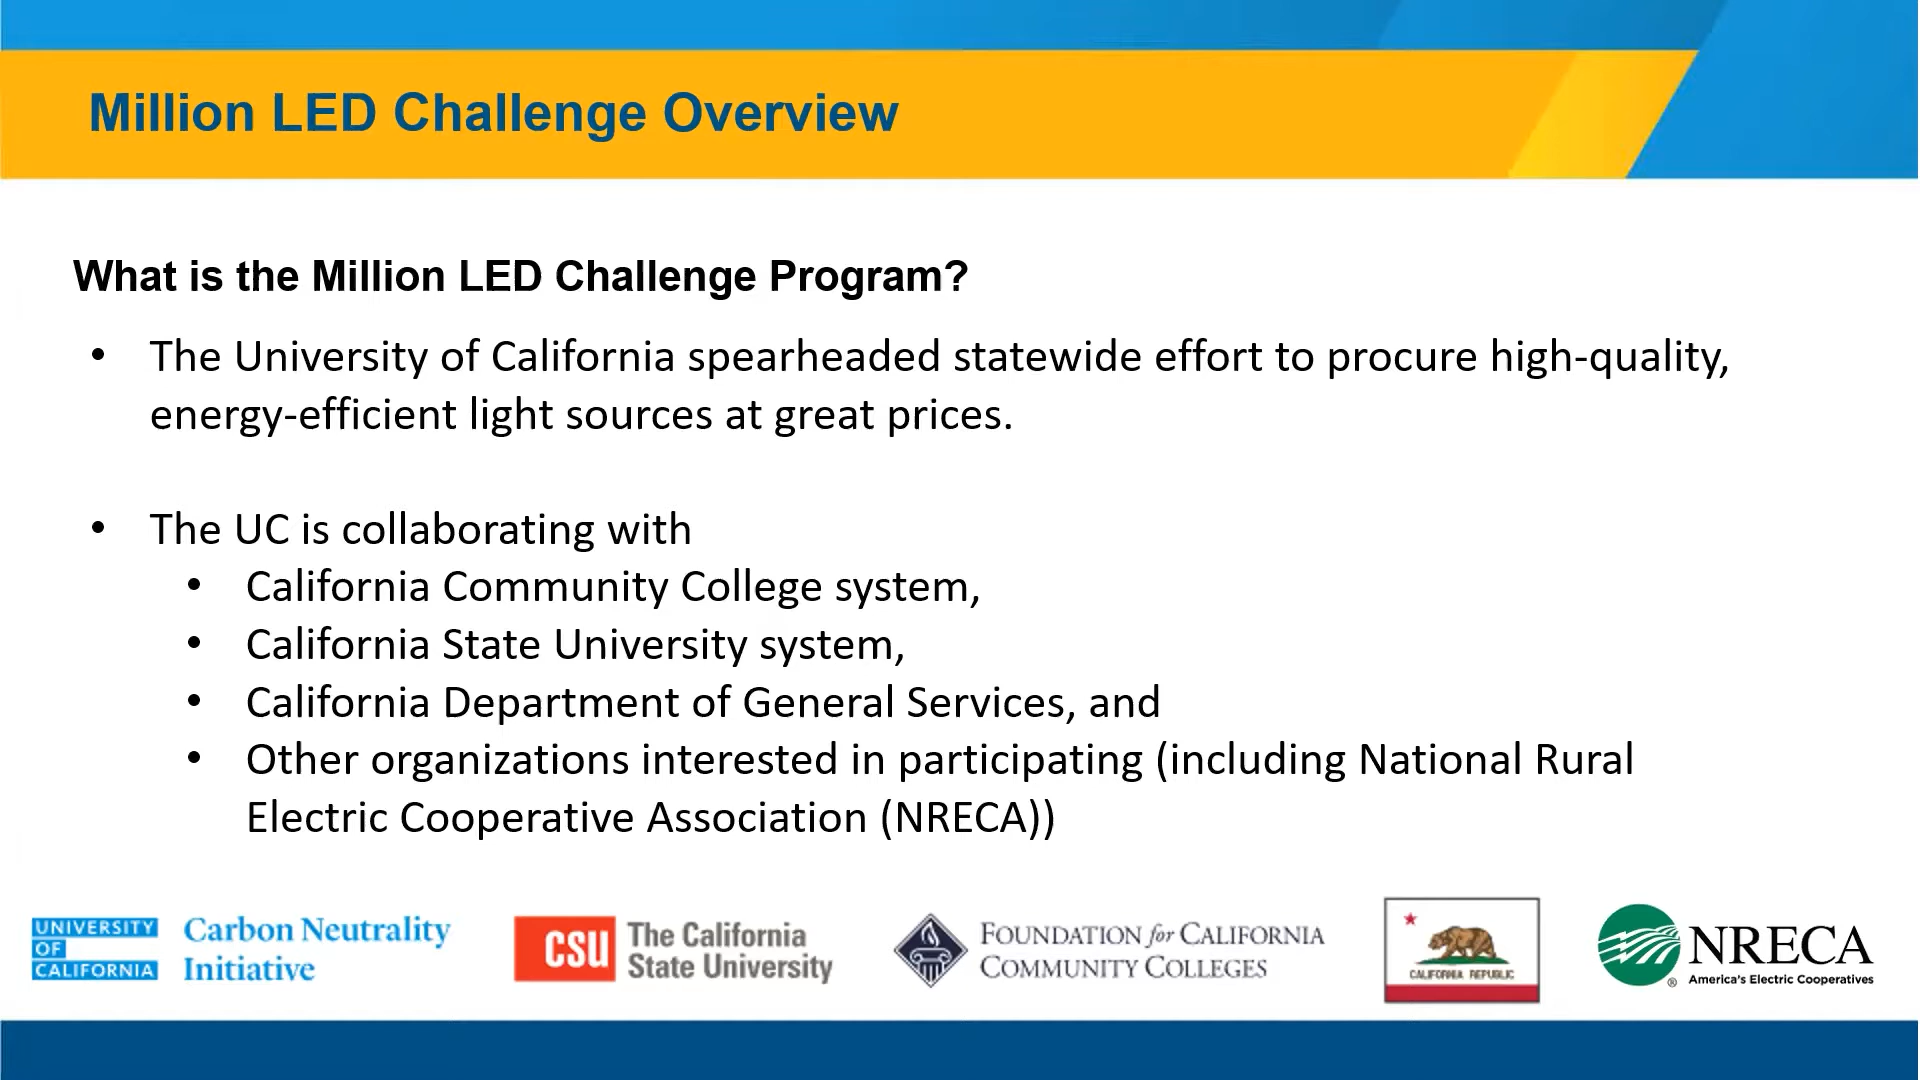 Million LED Challenge Overview
What is the Million LED Challenge Program?
• The University of California spearheaded statewide effort to procure high-quality,
energy-efficient light sources at great prices.
• The UC is collaborating with
• California Community College system,
• California State University system,
• California Department of General Services, and
• Other organizations interested in participating (including National Rural
Electric Cooperative Association (NRECA))
UNIVERSITY
OF
CALIFORNIA
Carbon Neutrality
Initiative
CSU
The California
State University
FOUNDATION for CALIFORNIA
COMMUNITY COLLEGES
CALIFORNIA REPUBLIC
NRECA
®
America's Electric Cooperatives